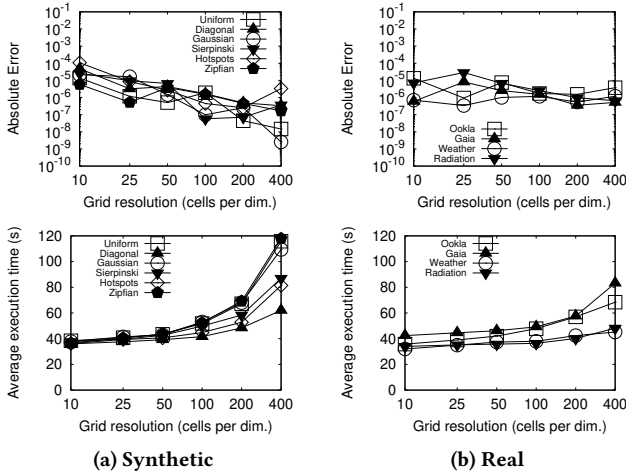 Absolute Error
10-1
10-2
10-3
10-4
10-5
10-6
10-7
10-8
10-9
10-10
Uniform
Diagonal
Gaussian
Sierpinski
Hotspots
Zipfian
10 25 50 100 200 400
Grid resolution (cells per dim.)
Absolute Error
10-1
10-2
10-3
10-4
10-5
10-6
10-7
10-8
10-9
10-10
Ookla
Gaia
Weather
Radiation
10 25 50 100 200 400
Grid resolution (cells per dim.)
Average execution time (s)
120
100
80
60
40
20
0
Uniform
Diagonal
Gaussian
Sierpinski
Hotspots
Zipfian
10 25 50 100 200 400
Grid resolution (cells per dim.)
(a) Synthetic
Average execution time (s)
120
100
80
60
40
20
0
Ookla
Gaia
Weather
Radiation
10 25 50 100 200 400
Grid resolution (cells per dim.)
(b) Real